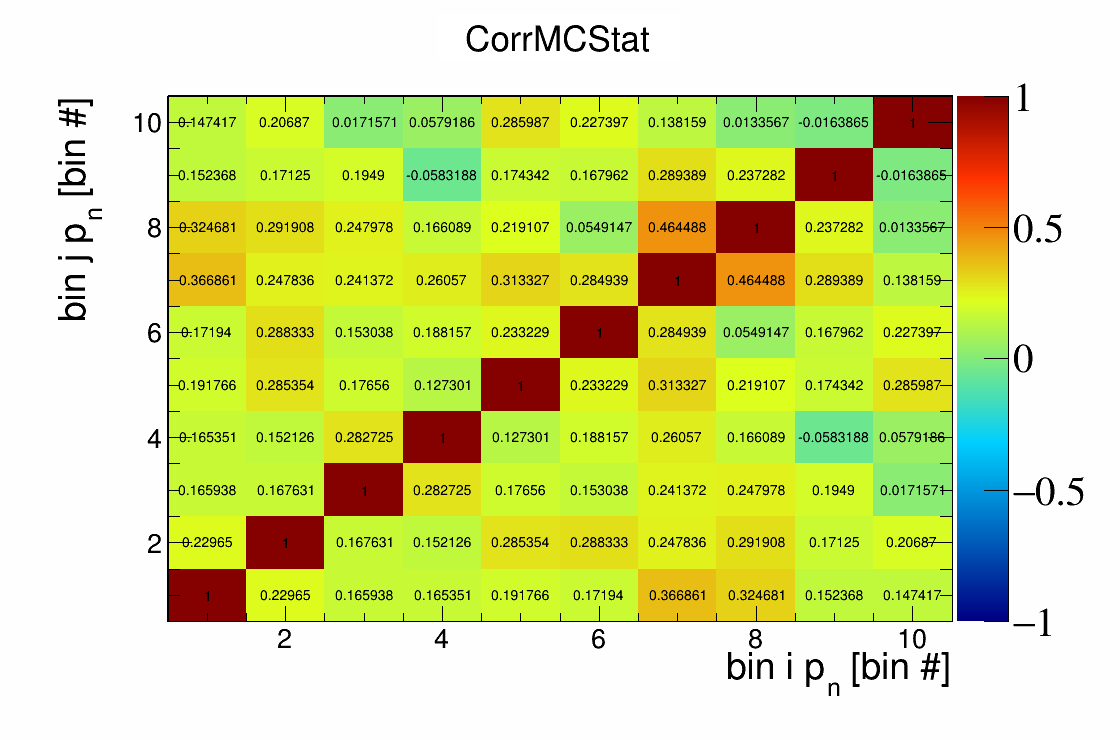 CorrMCStat
bin j p_n [bin #]
10 0.147417 0.20687 0.0171571 0.0579186 0.285987 0.227397 0.138159 0.0133567 -0.0163865 1
0.152368 0.17125 0.1949 -0.0583188 0.174342 0.167962 0.289389 0.237282 1 -0.0163865
8 0.324681 0.291908 0.247978 0.166089 0.219107 0.0549147 0.464488 1 0.237282 0.0133567
0.366861 0.247836 0.241372 0.26057 0.313327 0.284939 1 0.464488 0.289389 0.138159
6 0.17194 0.288333 0.153038 0.188157 0.233229 1 0.284939 0.0549147 0.167962 0.227397
0.191766 0.285354 0.17656 0.127301 1 0.233229 0.313327 0.219107 0.174342 0.285987
4 0.165351 0.152126 0.282725 1 0.127301 0.188157 0.26057 0.166089 -0.0583188 0.0579186
0.165938 0.167631 1 0.282725 0.17656 0.153038 0.241372 0.247978 0.1949 0.0171571
2 0.22965 1 0.167631 0.152126 0.285354 0.288333 0.247836 0.291908 0.17125 0.20687
1 0.22965 0.165938 0.165351 0.191766 0.17194 0.366861 0.324681 0.152368 0.147417
2 4 6 8 10
bin i p_n [bin #]
1
0.5
0
−0.5
−1